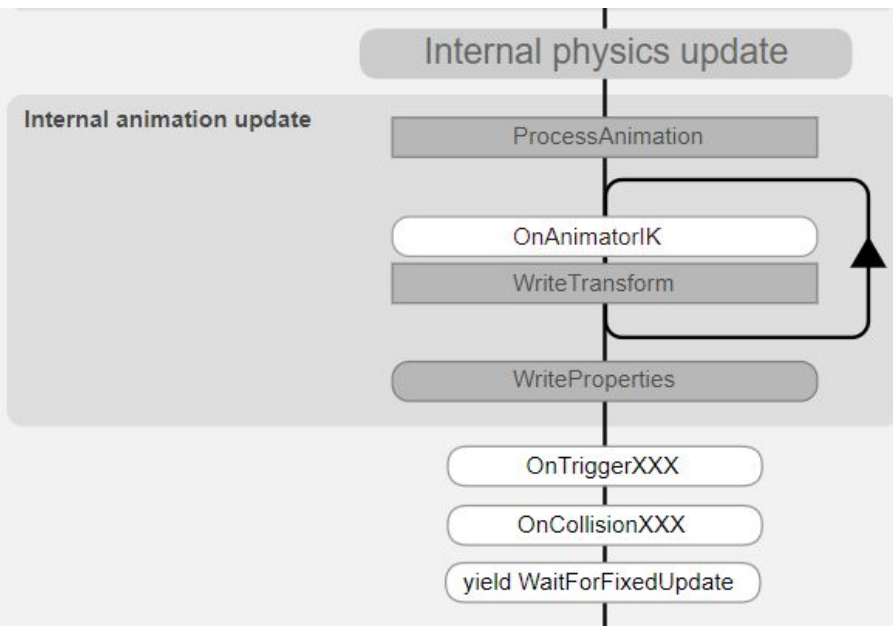 Internal physics update
Internal animation update
ProcessAnimation
OnAnimatorIK
WriteTransform
WriteProperties
OnTriggerXXX
OnCollisionXXX
yield WaitForFixedUpdate